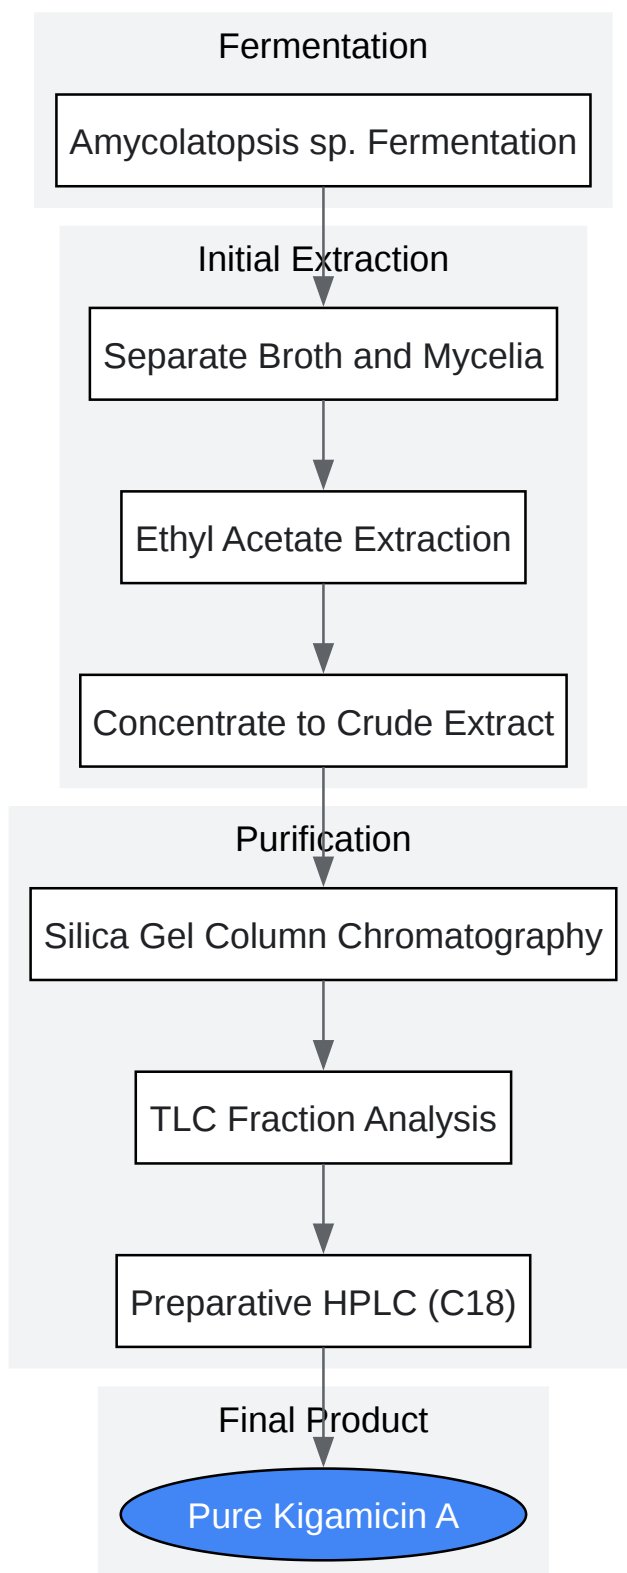 Fermentation
Amycolatopsis sp. Fermentation
Initial Extraction
Separate Broth and Mycelia
Ethyl Acetate Extraction
Concentrate to Crude Extract
Purification
Silica Gel Column Chromatography
TLC Fraction Analysis
Preparative HPLC (C18)
Final Product
Pure Kigamicin A